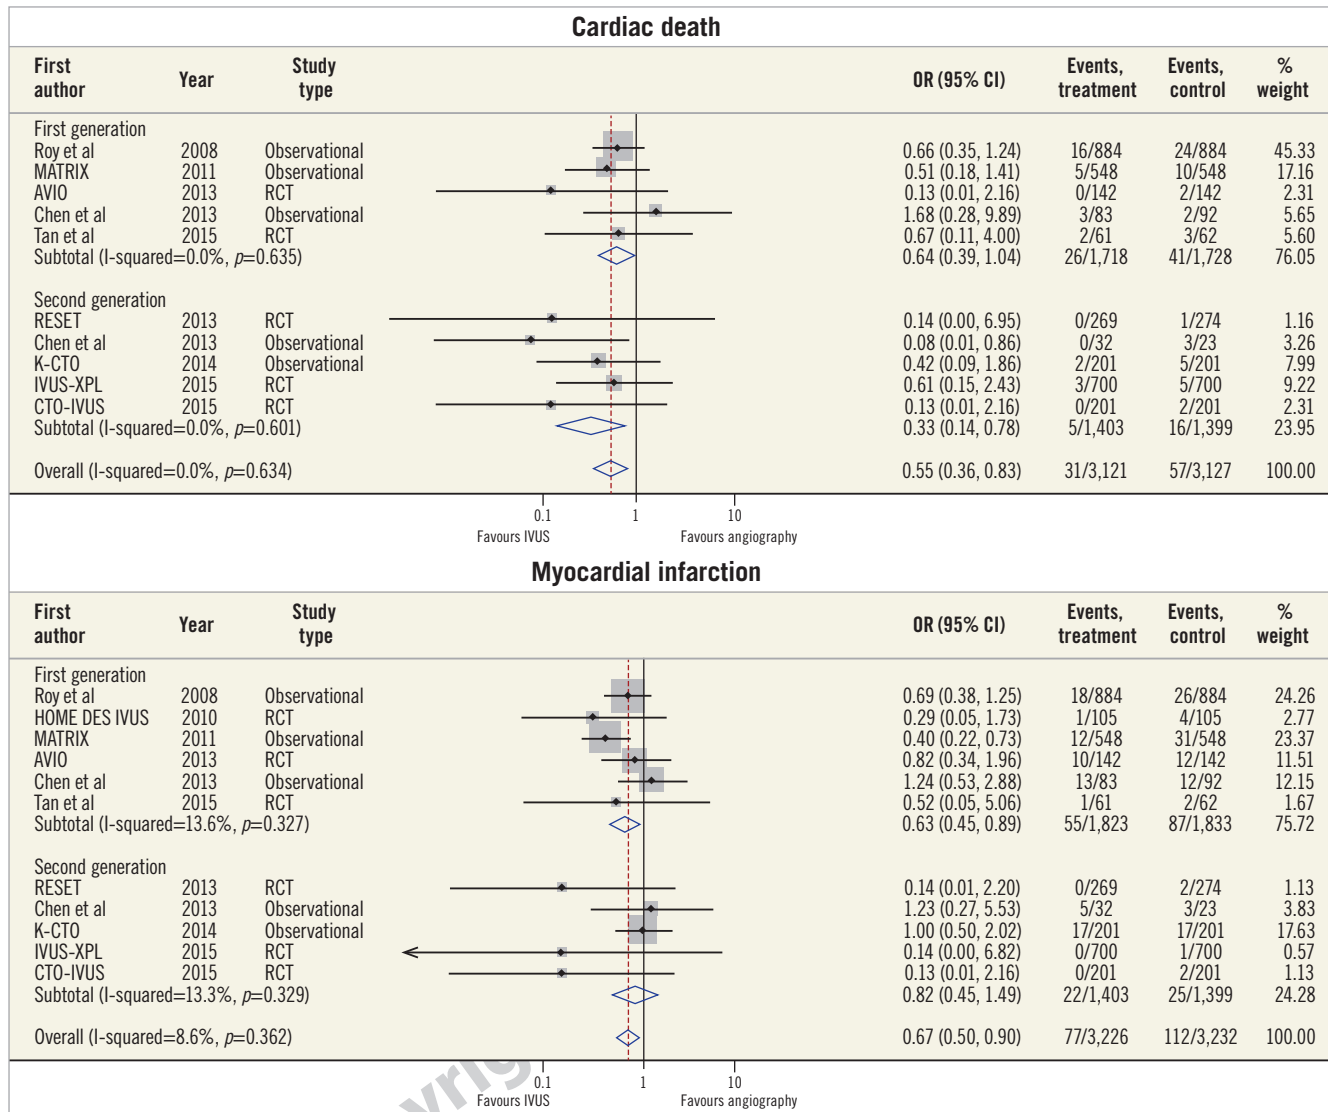 Cardiac death
First author Year Study type OR (95% CI) Events, treatment Events, control % weight
First generation
Roy et al 2008 Observational 0.66 (0.35, 1.24) 16/884 24/884 45.33
MATRIX 2011 Observational 0.51 (0.18, 1.41) 5/548 10/548 17.16
AVIO 2013 RCT 0.13 (0.01, 2.16) 0/142 2/142 2.31
Chen et al 2013 Observational 1.68 (0.28, 9.89) 3/83 2/92 5.65
Tan et al 2015 RCT 0.67 (0.11, 4.00) 2/61 3/62 5.60
Subtotal (I-squared=0.0%, p=0.635) 0.64 (0.39, 1.04) 26/1,718 41/1,728 76.05
Second generation
RESET 2013 RCT 0.14 (0.00, 6.95) 0/269 1/274 1.16
Chen et al 2013 Observational 0.08 (0.01, 0.86) 0/32 3/23 3.26
K-CTO 2014 Observational 0.42 (0.09, 1.86) 2/201 5/201 7.99
IVUS-XPL 2015 RCT 0.61 (0.15, 2.43) 3/700 5/700 9.22
CTO-IVUS 2015 RCT 0.13 (0.01, 2.16) 0/201 2/201 2.31
Subtotal (I-squared=0.0%, p=0.601) 0.33 (0.14, 0.78) 5/1,403 16/1,399 23.95
Overall (I-squared=0.0%, p=0.634) 0.55 (0.36, 0.83) 31/3,121 57/3,127 100.00
0.1 1 10
Favours IVUS Favours angiography
Myocardial infarction
First author Year Study type OR (95% CI) Events, treatment Events, control % weight
First generation
Roy et al 2008 Observational 0.69 (0.38, 1.25) 18/884 26/884 24.26
HOME DES IVUS 2010 RCT 0.29 (0.05, 1.73) 1/105 4/105 2.77
MATRIX 2011 Observational 0.40 (0.22, 0.73) 12/548 31/548 23.37
AVIO 2013 RCT 0.82 (0.34, 1.96) 10/142 12/142 11.51
Chen et al 2013 Observational 1.24 (0.53, 2.88) 13/83 12/92 12.15
Tan et al 2015 RCT 0.52 (0.05, 5.06) 1/61 2/62 1.67
Subtotal (I-squared=13.6%, p=0.327) 0.63 (0.45, 0.89) 55/1,823 87/1,833 75.72
Second generation
RESET 2013 RCT 0.14 (0.01, 2.20) 0/269 2/274 1.13
Chen et al 2013 Observational 1.23 (0.27, 5.53) 5/32 3/23 3.83
K-CTO 2014 Observational 1.00 (0.50, 2.02) 17/201 17/201 17.63
IVUS-XPL 2015 RCT 0.14 (0.00, 6.82) 0/700 1/700 0.57
CTO-IVUS 2015 RCT 0.13 (0.01, 2.16) 0/201 2/201 1.13
Subtotal (I-squared=13.3%, p=0.329) 0.82 (0.45, 1.49) 22/1,403 25/1,399 24.28
Overall (I-squared=8.6%, p=0.362) 0.67 (0.50, 0.90) 77/3,226 112/3,232 100.00
0.1 1 10
Favours IVUS Favours angiography